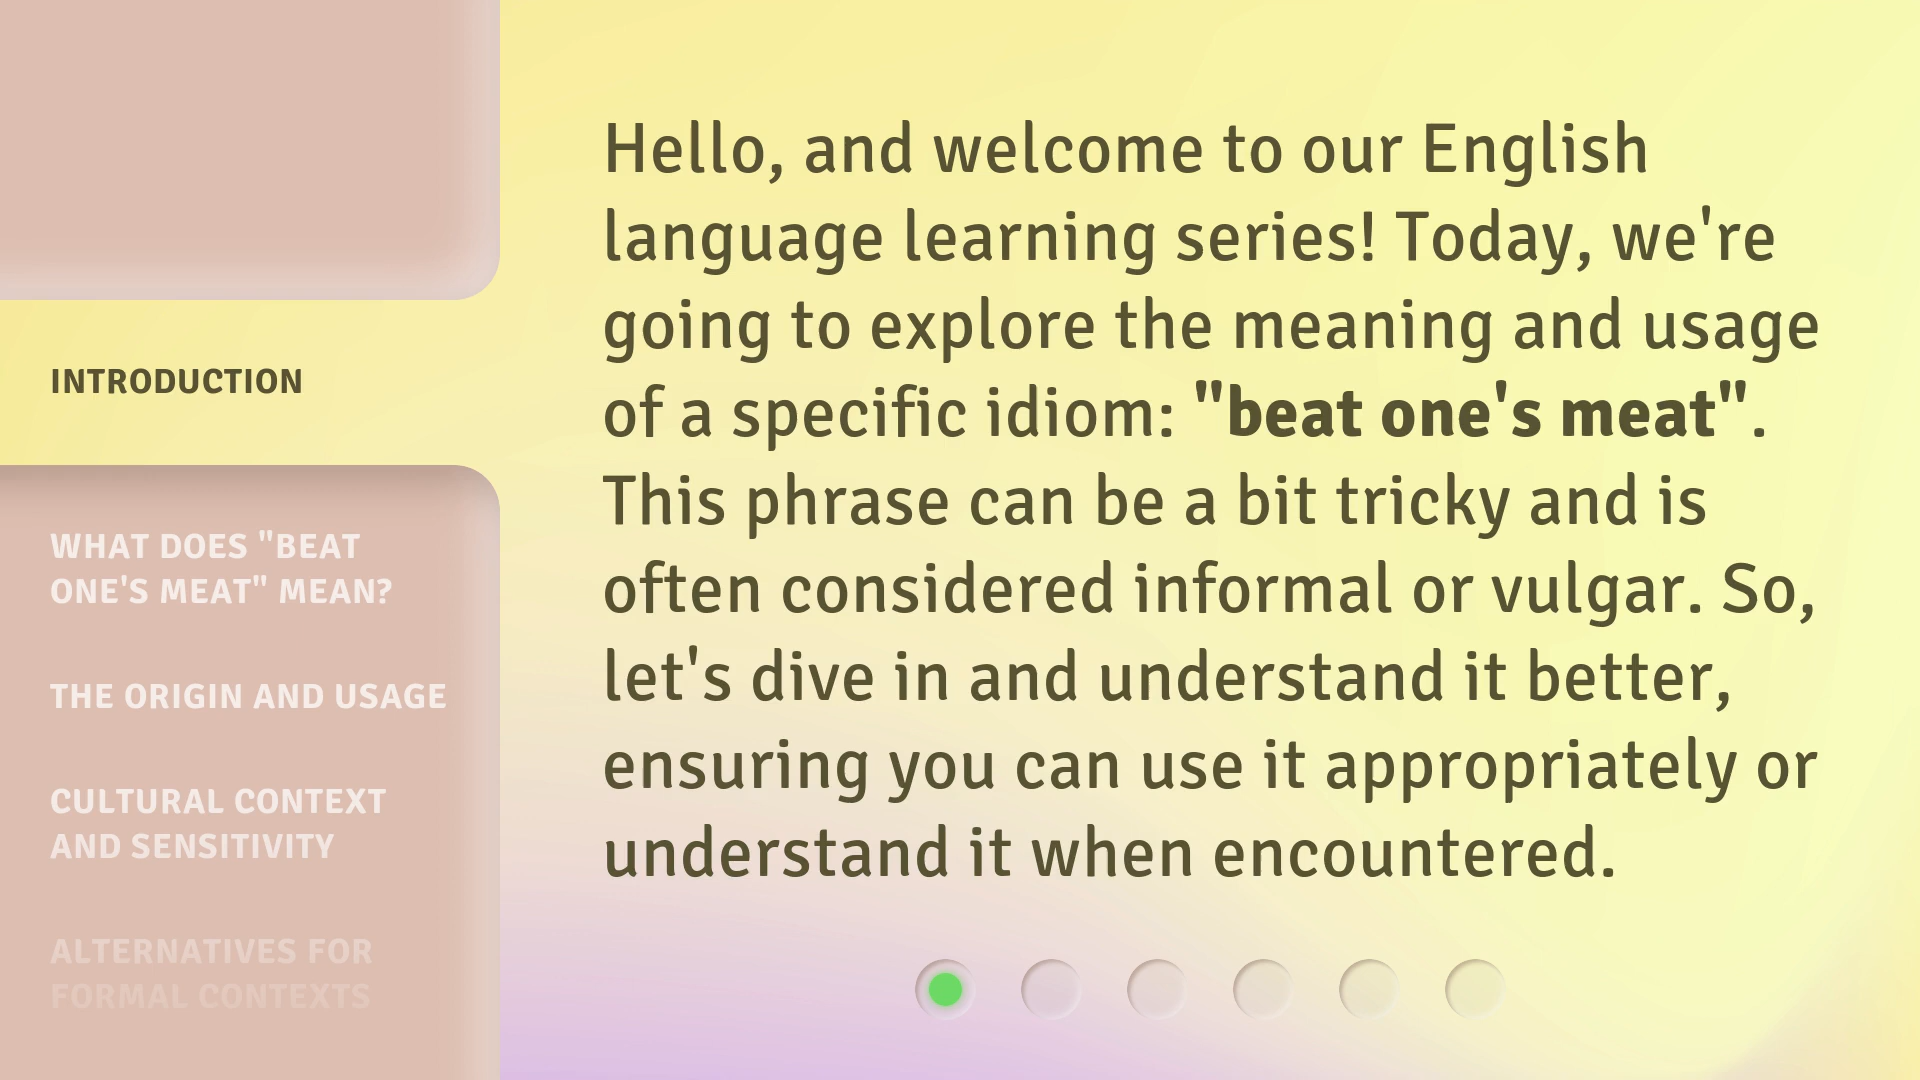 INTRODUCTION
WHAT DOES "BEAT
ONE'S MEAT" MEAN?
THE ORIGIN AND USAGE
CULTURAL CONTEXT
AND SENSITIVITY
ALTERNATIVES FOR
FORMAL CONTEXTS
Hello, and welcome to our English
language learning series! Today, we're
going to explore the meaning and usage
of a specific idiom: "beat one's meat".
This phrase can be a bit tricky and is
often considered informal or vulgar. So,
let's dive in and understand it better,
ensuring you can use it appropriately or
understand it when encountered.